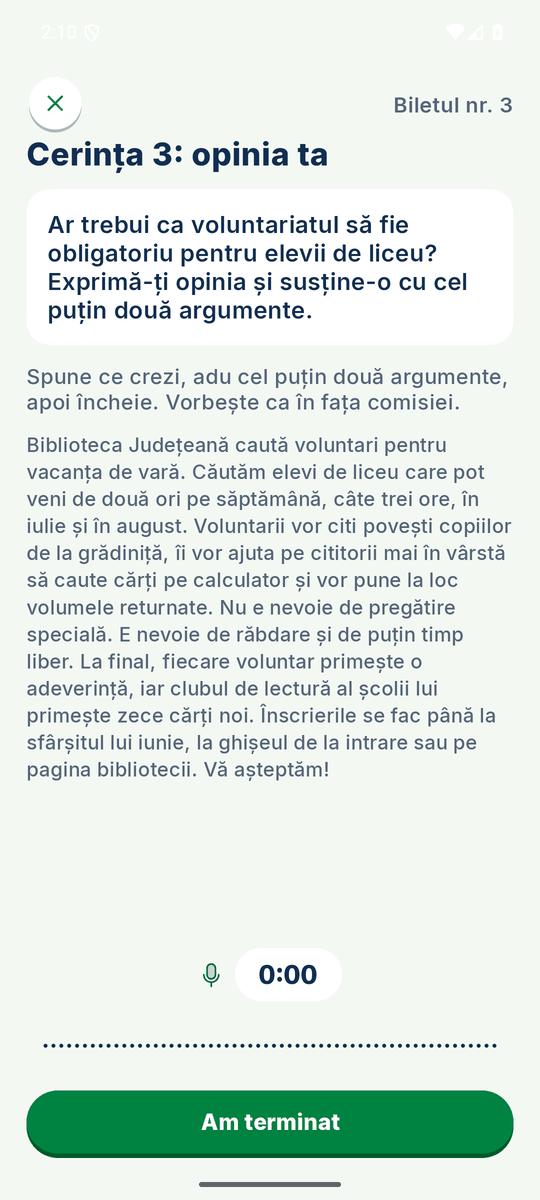 2:10
Biletul nr. 3
Cerința 3: opinia ta
Ar trebui ca voluntariatul să fie
obligatoriu pentru elevii de liceu?
Exprimă-ți opinia și susține-o cu cel
puțin două argumente.
Spune ce crezi, adu cel puțin două argumente,
apoi încheie. Vorbește ca în fața comisiei.
Biblioteca Județeană caută voluntari pentru
vacanța de vară. Căutăm elevi de liceu care pot
veni de două ori pe săptămână, câte trei ore, în
iulie și în august. Voluntarii vor citi povești copiilor
de la grădiniță, îi vor ajuta pe cititorii mai în vârstă
să caute cărți pe calculator și vor pune la loc
volumele returnate. Nu e nevoie de pregătire
specială. E nevoie de răbdare și de puțin timp
liber. La final, fiecare voluntar primește o
adeverință, iar clubul de lectură al școlii lui
primește zece cărți noi. Înscrierile se fac până la
sfârșitul lui iunie, la ghișeul de la intrare sau pe
pagina bibliotecii. Vă așteptăm!
0:00
Am terminat